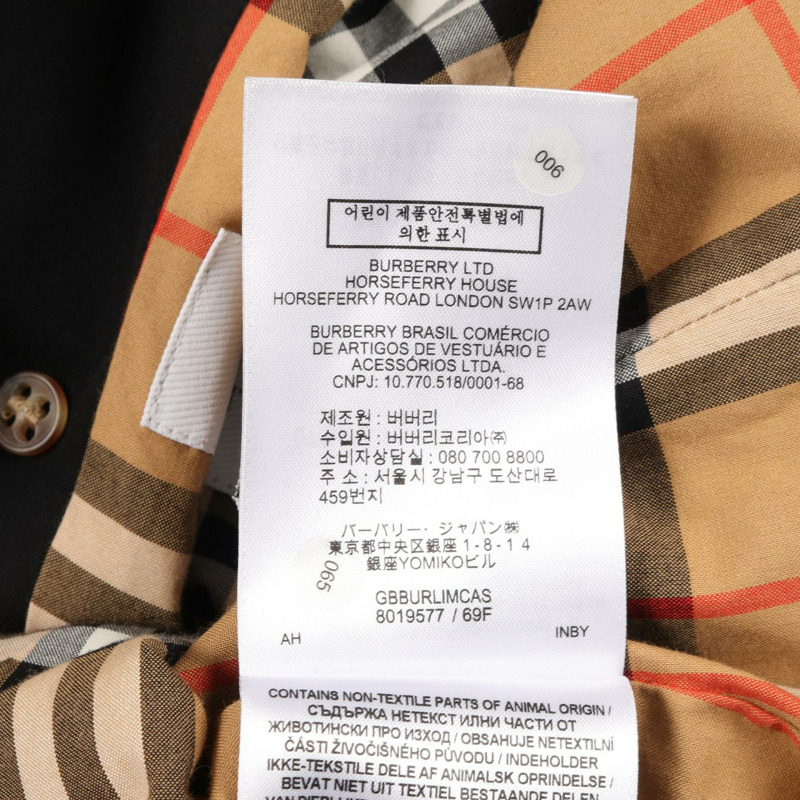 006
어린이 제품안전특별법에
의한 표시
BURBERRY LTD
HORSEFERRY HOUSE
HORSEFERRY ROAD LONDON SW1P 2AW
BURBERRY BRASIL COMÉRCIO
DE ARTIGOS DE VESTUÁRIO E
ACESSÓRIOS LTDA.
CNPJ: 10.770.518/0001-68
제조원 : 버버리
수입원 : 버버리코리아㈜
소비자상담실 : 080 700 8800
주 소 : 서울시 강남구 도산대로
459번지
バーバリー・ジャパン㈱
東京都中央区銀座1-8-14
銀座YOMIKOビル
065
GBBURLIMCAS
8019577 / 69F
AH INBY
CONTAINS NON-TEXTILE PARTS OF ANIMAL ORIGIN /
СЪДЪРЖА НЕТЕКСТ ИЛНИ ЧАСТИ ОТ
ЖИВОТИНСКИ ПРО ИЗХОД / OBSAHUJE NETEXTILNÍ
ČÁSTI ŽIVOČIŠNÉHO PŮVODU / INDEHOLDER
IKKE-TEKSTILE DELE AF ANIMALSK OPRINDELSE /
BEVAT NIET UIT TEXTIEL BESTAANDE DELEN